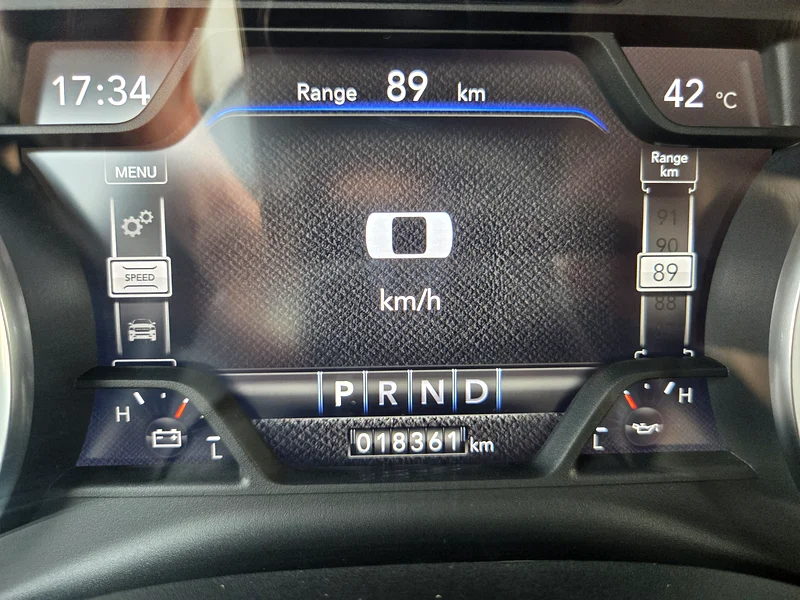 17:34
Range 89 km
42 °C
MENU
SPEED
Range
km
91
90
89
88
0
km/h
P R N D
H
L
018361 km
H
L